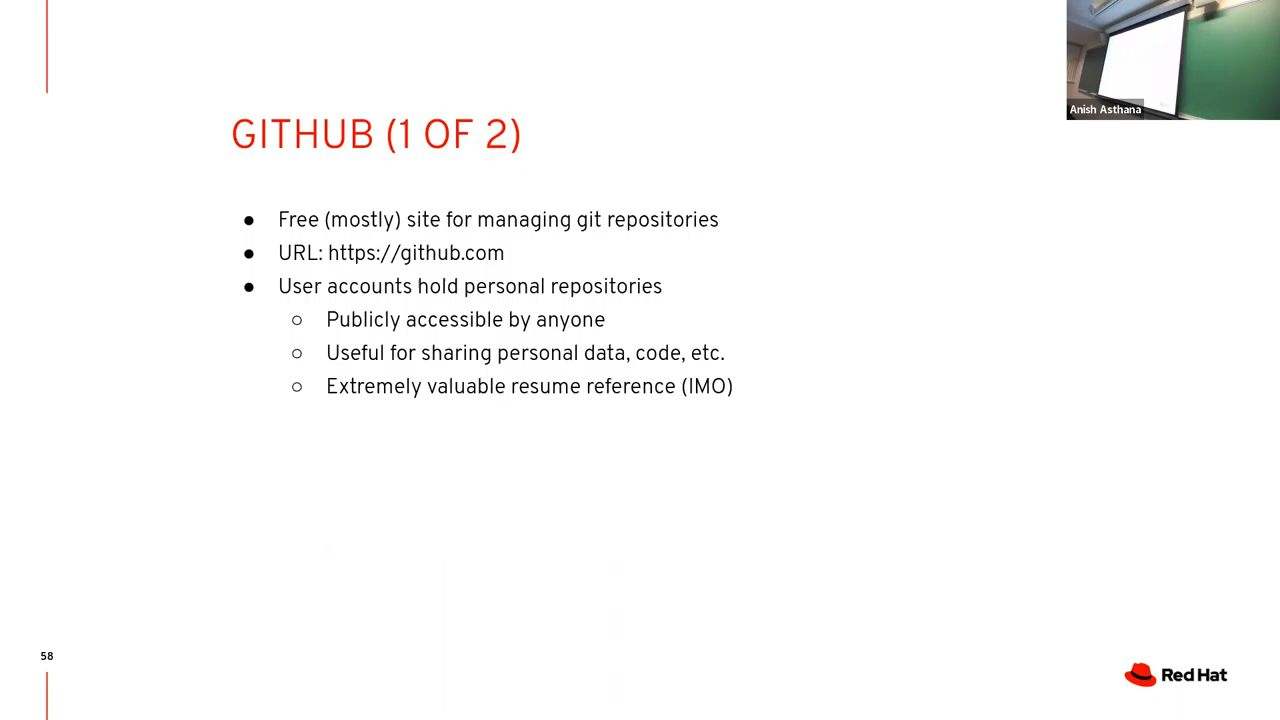 Anish Asthana
GITHUB (1 OF 2)
● Free (mostly) site for managing git repositories
● URL: https://github.com
● User accounts hold personal repositories
○ Publicly accessible by anyone
○ Useful for sharing personal data, code, etc.
○ Extremely valuable resume reference (IMO)
58
Red Hat